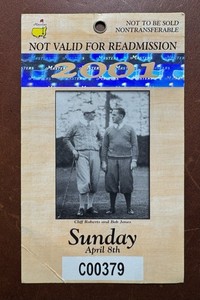 NOT TO BE SOLD
NONTRANSFERABLE
NOT VALID FOR READMISSION
Masters
2001
Cliff Roberts and Bob Jones
Sunday
April 8th
C00379